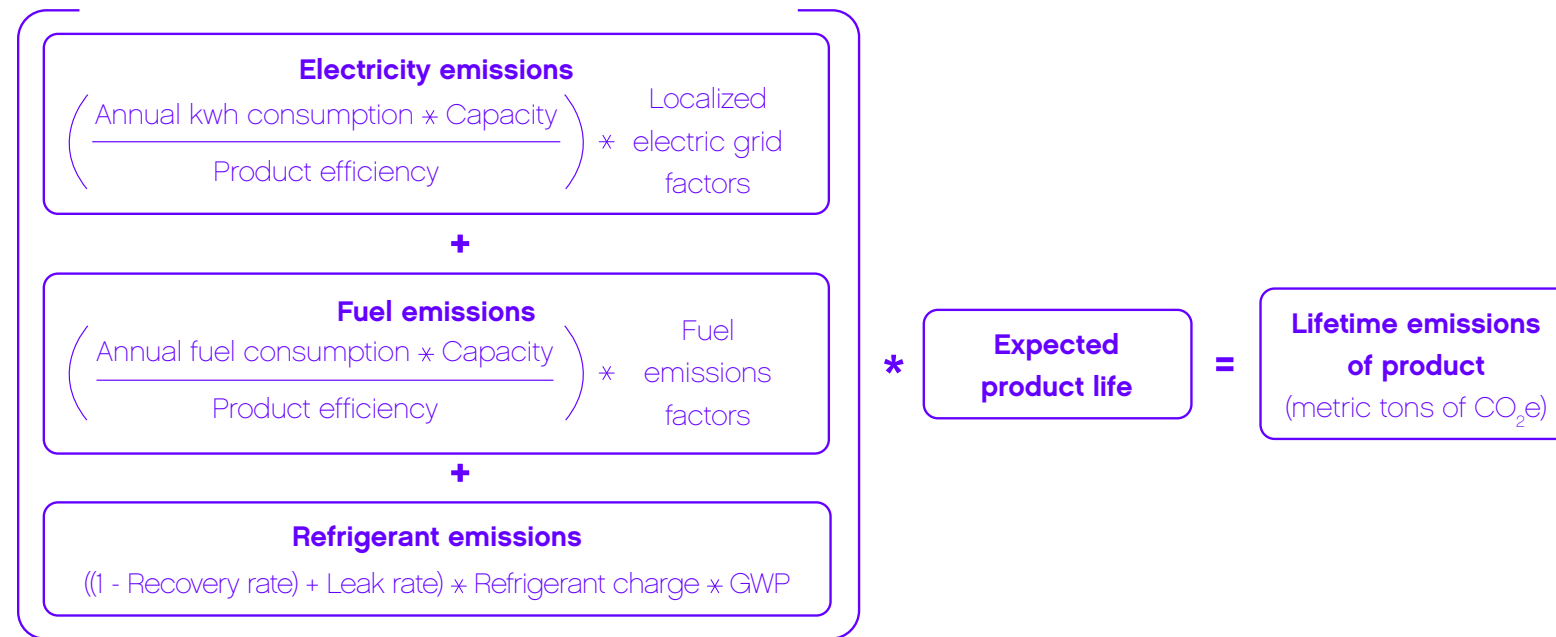 Electricity emissions
Annual kwh consumption * Capacity
Product efficiency
*
Localized
electric grid
factors
+
Fuel emissions
Annual fuel consumption * Capacity
Product efficiency
*
Fuel
emissions
factors
+
Refrigerant emissions
((1 - Recovery rate) + Leak rate) * Refrigerant charge * GWP
*
Expected
product life
=
Lifetime emissions
of product
(metric tons of CO₂e)